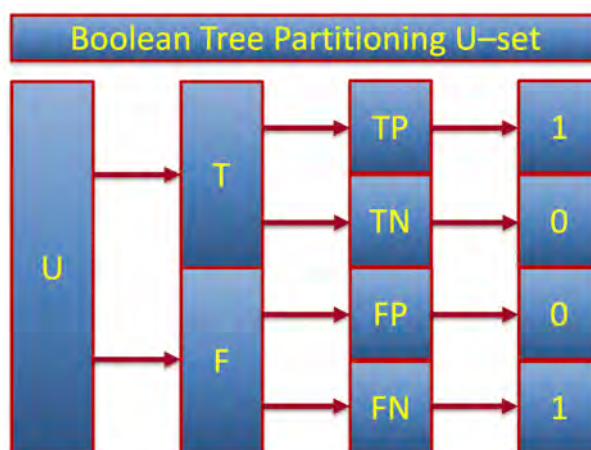 Boolean Tree Partitioning U–set
U
T
F
TP
TN
FP
FN
1
0
0
1